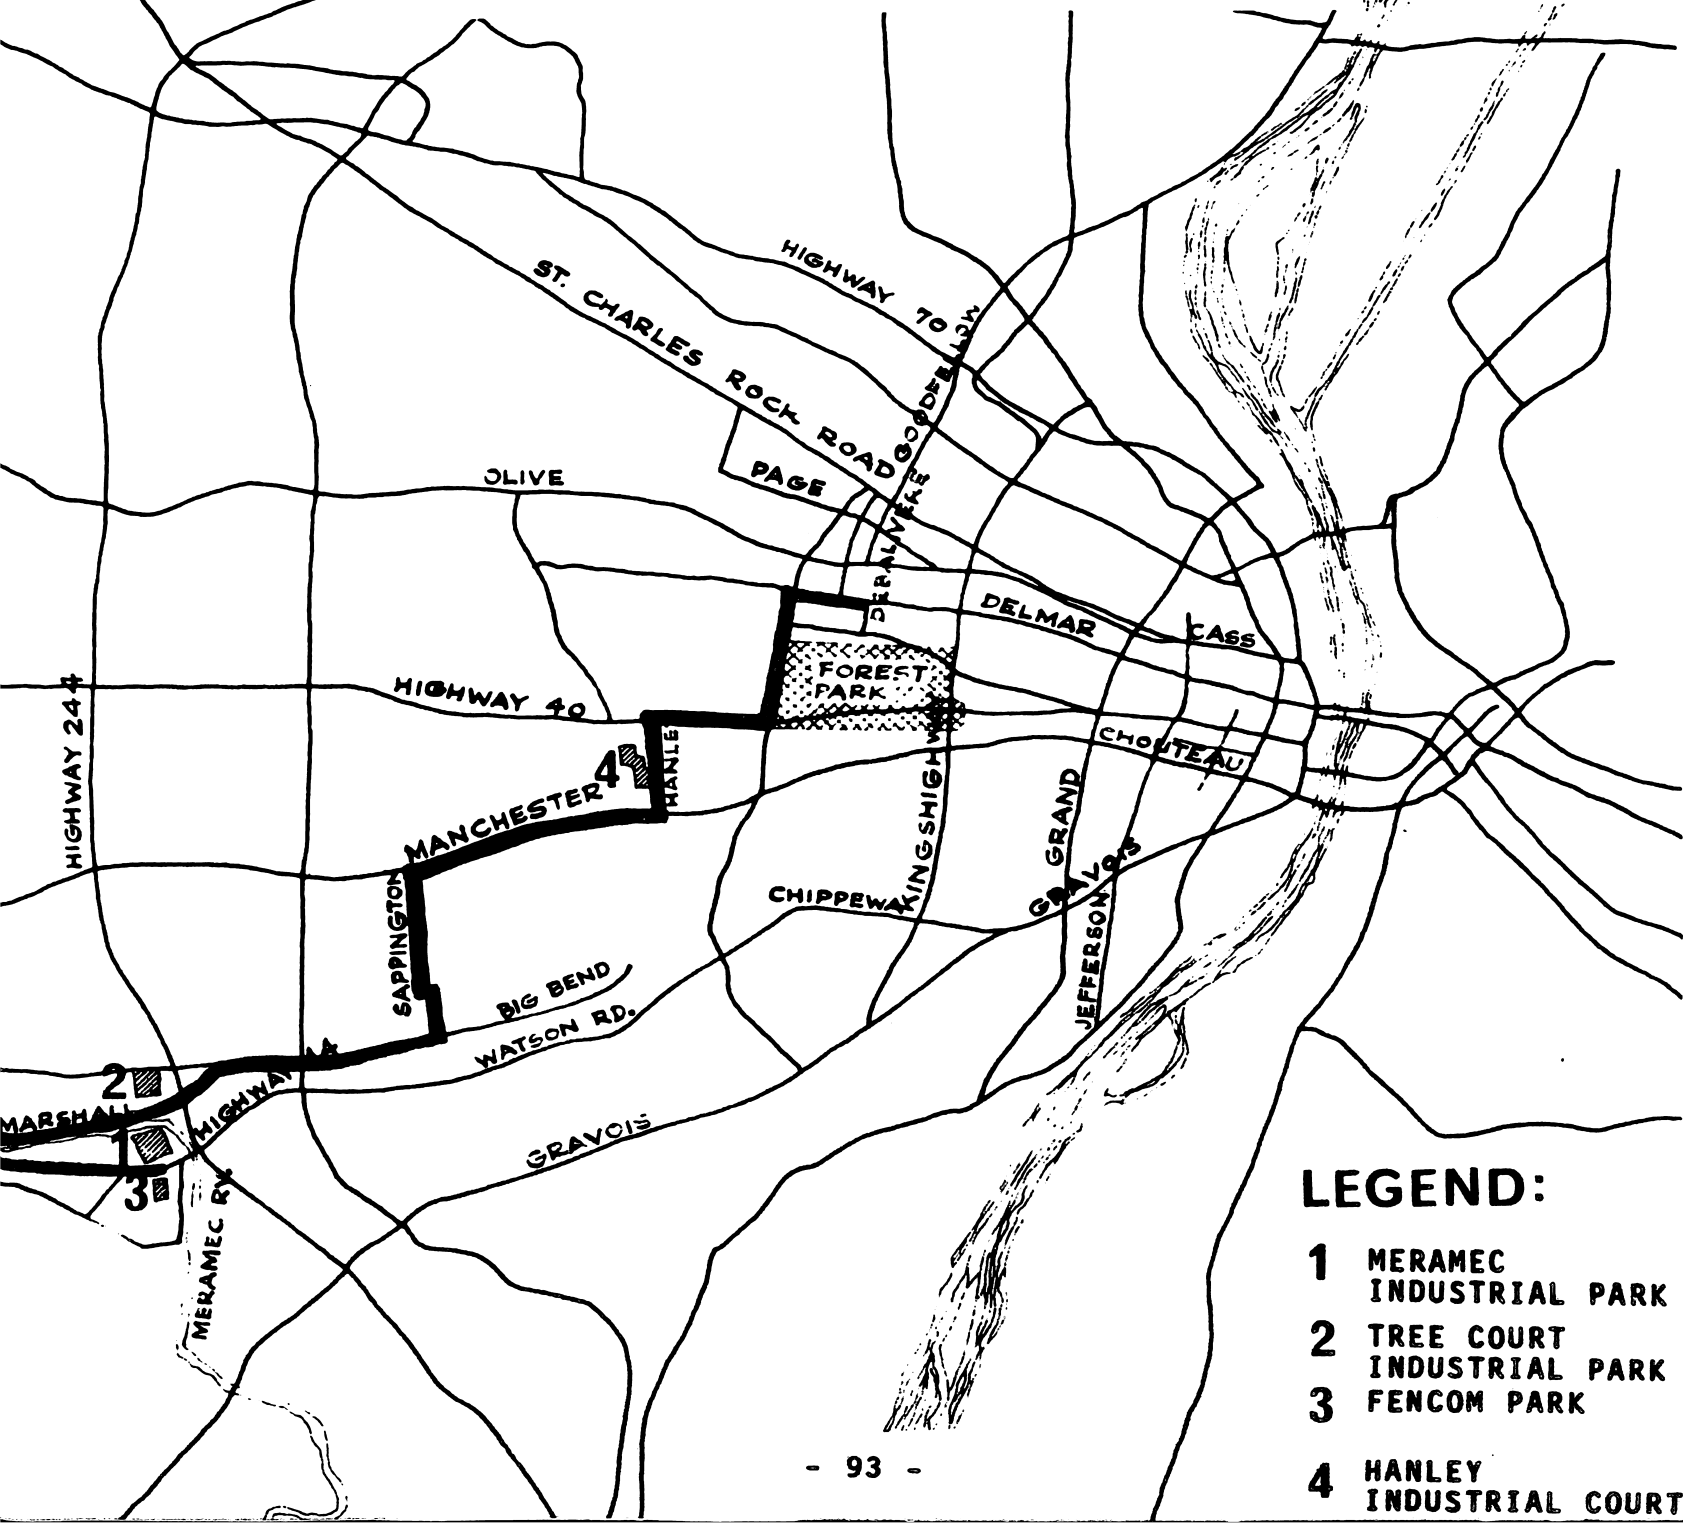 HIGHWAY 70
ST. CHARLES ROCK ROAD
GOODFELLOW
OLIVE
PAGE
DELMAR
CASS
FOREST
PARK
HIGHWAY 40
HIGHWAY 244
HANLEY
4
MANCHESTER
CHOUTEAU
KINGSHIGHWAY
GRAND
SAPPINGTON
CHIPPEWA
GRAVOIS
JEFFERSON
BIG BEND
WATSON RD.
HIGHWAY 44
2
MARSHALL
1
3
GRAVOIS
MERAMEC RV.
LEGEND:
1 MERAMEC
INDUSTRIAL PARK
2 TREE COURT
INDUSTRIAL PARK
3 FENCOM PARK
4 HANLEY
INDUSTRIAL COURT
- 93 -